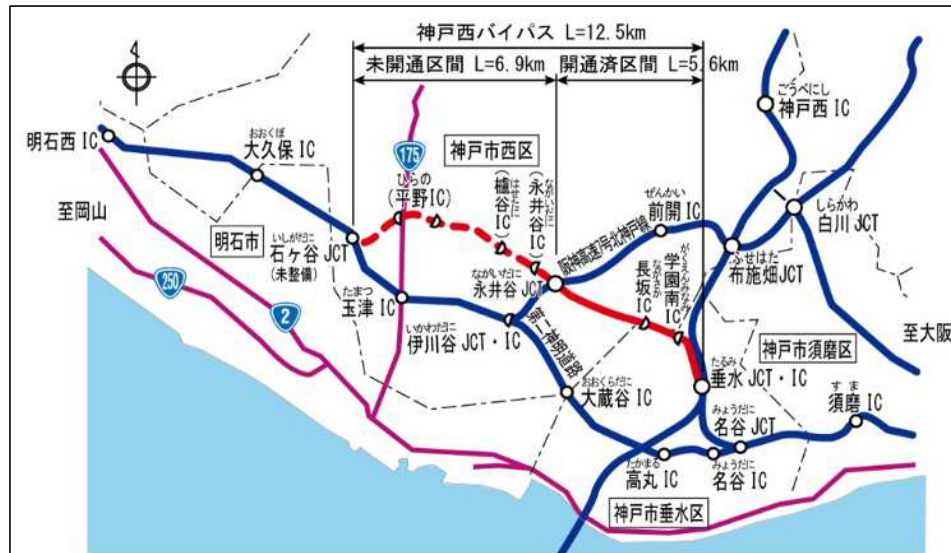 神戸西バイパス L=12.5km
未開通区間 L=6.9km
開通済区間 L=5.6km
4
ごうべにし
神戸西 IC
明石西 IC
おおくぼ
大久保 IC
175
神戸市西区
ひらの
(平野IC)
はせたに
(櫨谷IC)
ながいだに
(永井谷IC)
ぜんかい
前開 IC
しらかわ
白川 JCT
至岡山
明石市
いしがだに
石ヶ谷 JCT
(未整備)
阪神高速7号北神戸線
ふせはた
布施畑JCT
がくえんみなみ
学園南IC
ながさか
長坂IC
ながいだに
永井谷 JCT
250
2
たまつ
玉津 IC
いかわだに
伊川谷 JCT・IC
第二神明道路
至大阪
神戸市須磨区
たるみ
垂水 JCT・IC
おおくらだに
大蔵谷 IC
すま
須磨 IC
みょうだに
名谷 JCT
たかまる
高丸 IC
みょうだに
名谷 IC
神戸市垂水区